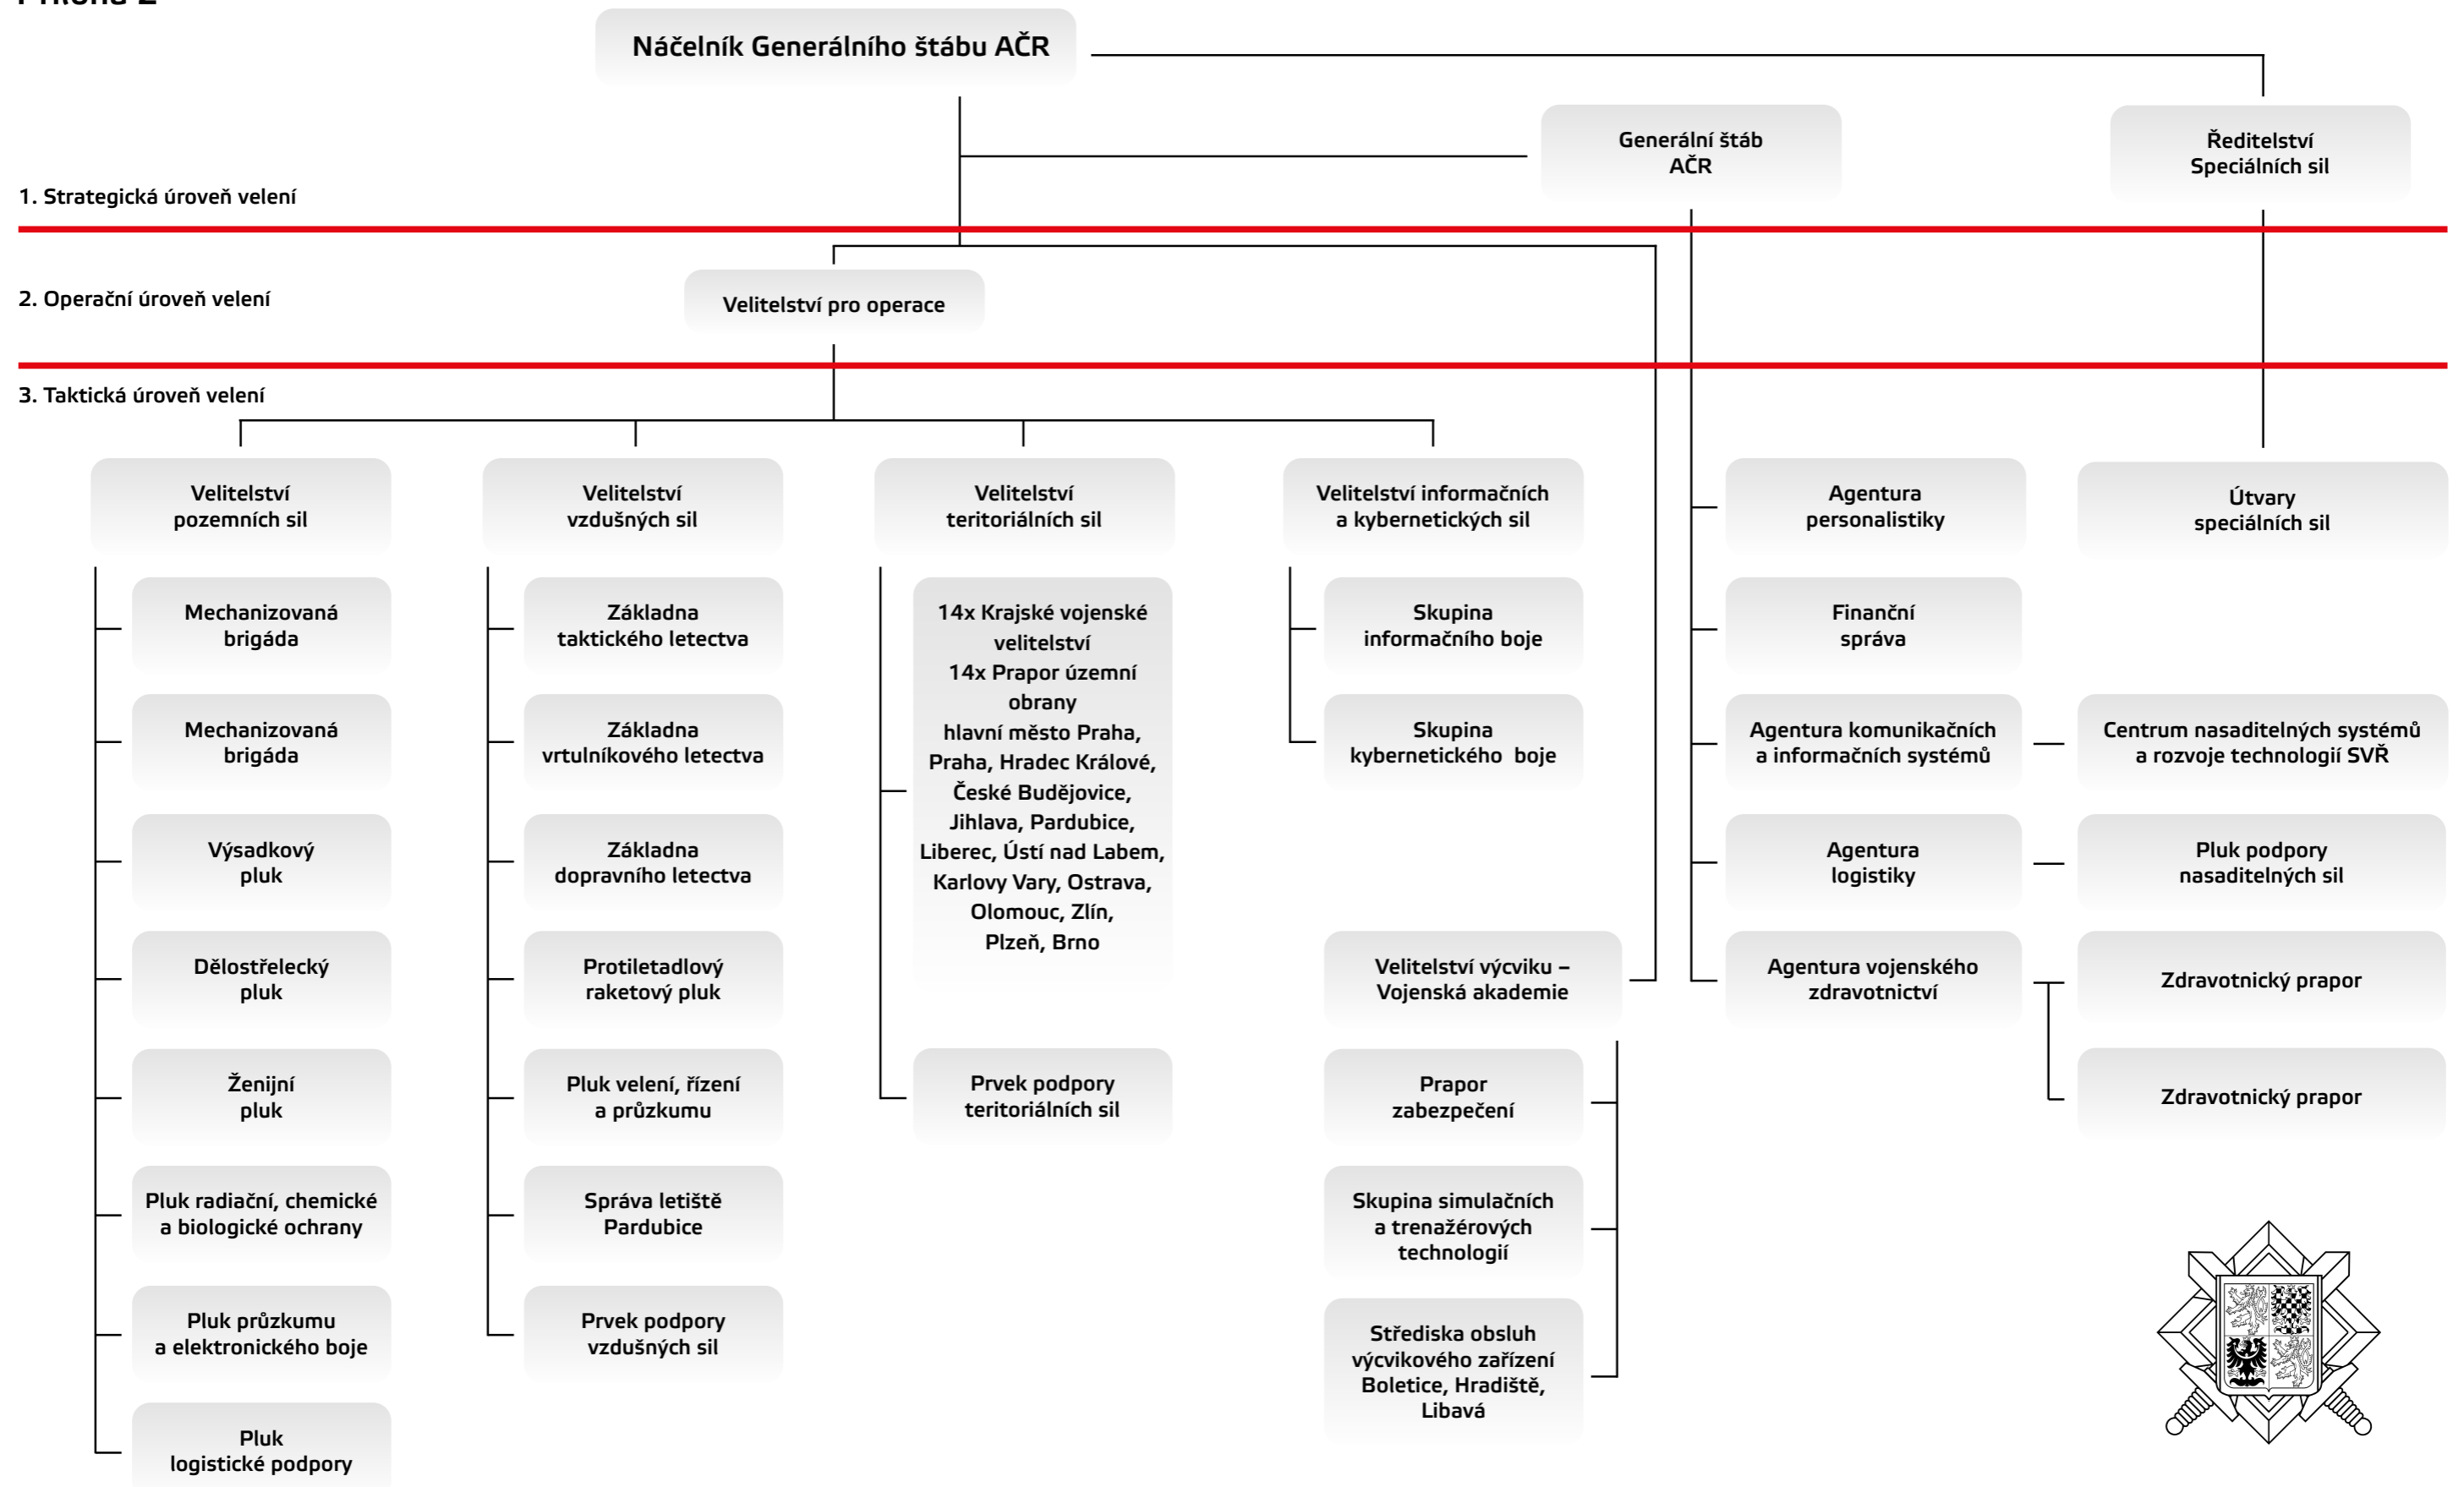 Náčelník Generálního štábu AČR
Generální štáb
AČR
Ředitelství
Speciálních sil
1. Strategická úroveň velení
2. Operační úroveň velení
Velitelství pro operace
3. Taktická úroveň velení
Velitelství
pozemních sil
Mechanizovaná
brigáda
Mechanizovaná
brigáda
Výsadkový
pluk
Dělostřelecký
pluk
Ženijní
pluk
Pluk radiační, chemické
a biologické ochrany
Pluk průzkumu
a elektronického boje
Pluk
logistické podpory
Velitelství
vzdušných sil
Základna
taktického letectva
Základna
vrtulníkového letectva
Základna
dopravního letectva
Protiletadlový
raketový pluk
Pluk velení, řízení
a průzkumu
Správa letiště
Pardubice
Prvek podpory
vzdušných sil
Velitelství
teritoriálních sil
14x Krajské vojenské
velitelství
14x Prapor územní
obrany
hlavní město Praha,
Praha, Hradec Králové,
České Budějovice,
Jihlava, Pardubice,
Liberec, Ústí nad Labem,
Karlovy Vary, Ostrava,
Olomouc, Zlín,
Plzeň, Brno
Prvek podpory
teritoriálních sil
Velitelství informačních
a kybernetických sil
Skupina
informačního boje
Skupina
kybernetického boje
Velitelství výcviku –
Vojenská akademie
Prapor
zabezpečení
Skupina simulačních
a trenažérových
technologií
Střediska obsluh
výcvikového zařízení
Boletice, Hradiště,
Libavá
Agentura
personalistiky
Finanční
správa
Agentura komunikačních
a informačních systémů
Agentura
logistiky
Agentura vojenského
zdravotnictví
Útvary
speciálních sil
Centrum nasaditelných systémů
a rozvoje technologií SVŘ
Pluk podpory
nasaditelných sil
Zdravotnický prapor
Zdravotnický prapor